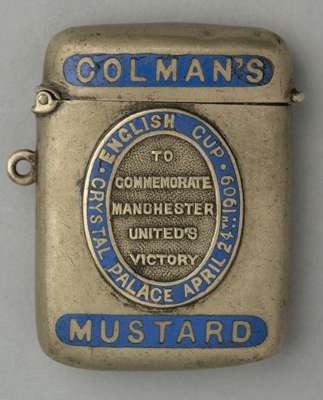 COLMAN'S
ENGLISH CUP
· CRYSTAL PALACE APRIL 24TH 1909 ·
TO
COMMEMORATE
MANCHESTER
UNITED'S
VICTORY
MUSTARD